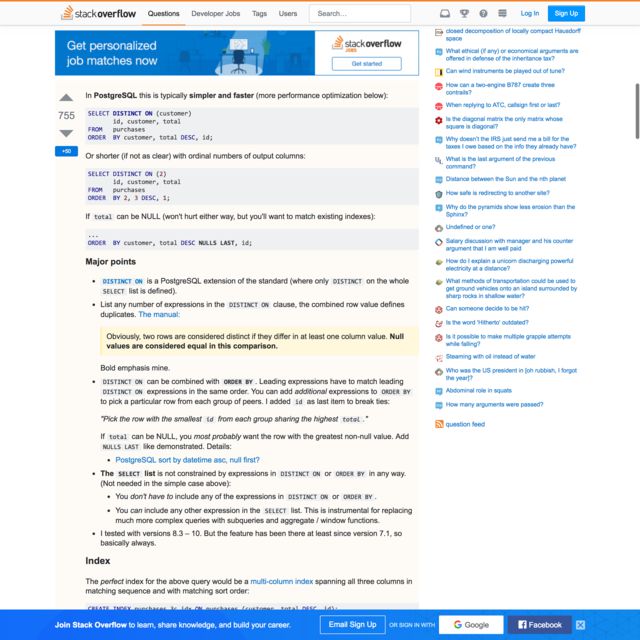 stackoverflow
Questions
Developer Jobs
Tags
Users
Search...
Log In
Sign Up
Get personalized
job matches now
stackoverflow
JOBS
Get started
In PostgreSQL this is typically simpler and faster (more performance optimization below):
755
+50
SELECT DISTINCT ON (customer)
id, customer, total
FROM purchases
ORDER BY customer, total DESC, id;
Or shorter (if not as clear) with ordinal numbers of output columns:
SELECT DISTINCT ON (2)
id, customer, total
FROM purchases
ORDER BY 2, 3 DESC, 1;
If total can be NULL (won't hurt either way, but you'll want to match existing indexes):
...
ORDER BY customer, total DESC NULLS LAST, id;
Major points
• DISTINCT ON is a PostgreSQL extension of the standard (where only DISTINCT on the whole
SELECT list is defined).
• List any number of expressions in the DISTINCT ON clause, the combined row value defines
duplicates. The manual:
Obviously, two rows are considered distinct if they differ in at least one column value. Null
values are considered equal in this comparison.
Bold emphasis mine.
• DISTINCT ON can be combined with ORDER BY. Leading expressions have to match leading
DISTINCT ON expressions in the same order. You can add additional expressions to ORDER BY
to pick a particular row from each group of peers. I added id as last item to break ties:
"Pick the row with the smallest id from each group sharing the highest total."
If total can be NULL, you most probably want the row with the greatest non-null value. Add
NULLS LAST like demonstrated. Details:
• PostgreSQL sort by datetime asc, null first?
• The SELECT list is not constrained by expressions in DISTINCT ON or ORDER BY in any way.
(Not needed in the simple case above):
• You don't have to include any of the expressions in DISTINCT ON or ORDER BY.
• You can include any other expression in the SELECT list. This is instrumental for replacing
much more complex queries with subqueries and aggregate / window functions.
• I tested with versions 8.3 – 10. But the feature has been there at least since version 7.1, so
basically always.
Index
The perfect index for the above query would be a multi-column index spanning all three columns in
matching sequence and with matching sort order:
CREATE INDEX purchases_3c_idx ON purchases (customer, total DESC, id);
closed decomposition of locally compact Hausdorff
space
What ethical (if any) or economical arguments are
offered in defense of the inheritance tax?
Can wind instruments be played out of tune?
How can a two-engine B787 create three
contrails?
When replying to ATC, callsign first or last?
Is the diagonal matrix the only matrix whose
square is diagonal?
Why doesn't the IRS just send me a bill for the
taxes I owe based on the info they already have?
What is the last argument of the previous
command?
Distance between the Sun and the nth planet
How safe is redirecting to another site?
Why do the pyramids show less erosion than the
Sphinx?
Undefined or one?
Salary discussion with manager and his counter
argument that I am well paid
How do I explain a unicorn discharging powerful
electricity at a distance?
What methods of transportation could be used to
get ground vehicles onto an island surrounded by
sharp rocks in shallow water?
Can someone decide to be hit?
Is the word 'Hitherto' outdated?
Is it possible to make multiple grapple attempts
while falling?
Steaming with oil instead of water
Who was the US president in [oh rubbish, I forgot
the year]?
Abdominal role in squats
How many arguments were passed?
question feed
Join Stack Overflow to learn, share knowledge, and build your career.
Email Sign Up
OR SIGN IN WITH
Google
Facebook